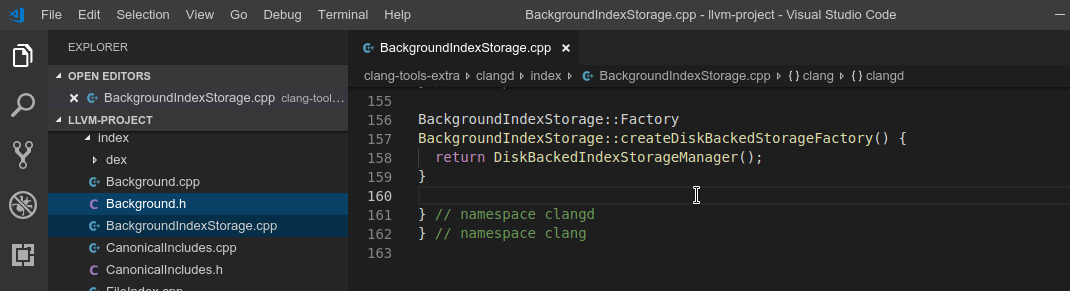 File Edit Selection View Go Debug Terminal Help BackgroundIndexStorage.cpp - llvm-project - Visual Studio Code
EXPLORER
OPEN EDITORS
BackgroundIndexStorage.cpp clang-tool...
LLVM-PROJECT
index
dex
Background.cpp
Background.h
BackgroundIndexStorage.cpp
CanonicalIncludes.cpp
CanonicalIncludes.h
FileIndex.cpp
BackgroundIndexStorage.cpp
clang-tools-extra clangd index BackgroundIndexStorage.cpp {} clang {} clangd
155
156 BackgroundIndexStorage::Factory
157 BackgroundIndexStorage::createDiskBackedStorageFactory() {
158 return DiskBackedIndexStorageManager();
159 }
160
161 } // namespace clangd
162 } // namespace clang
163